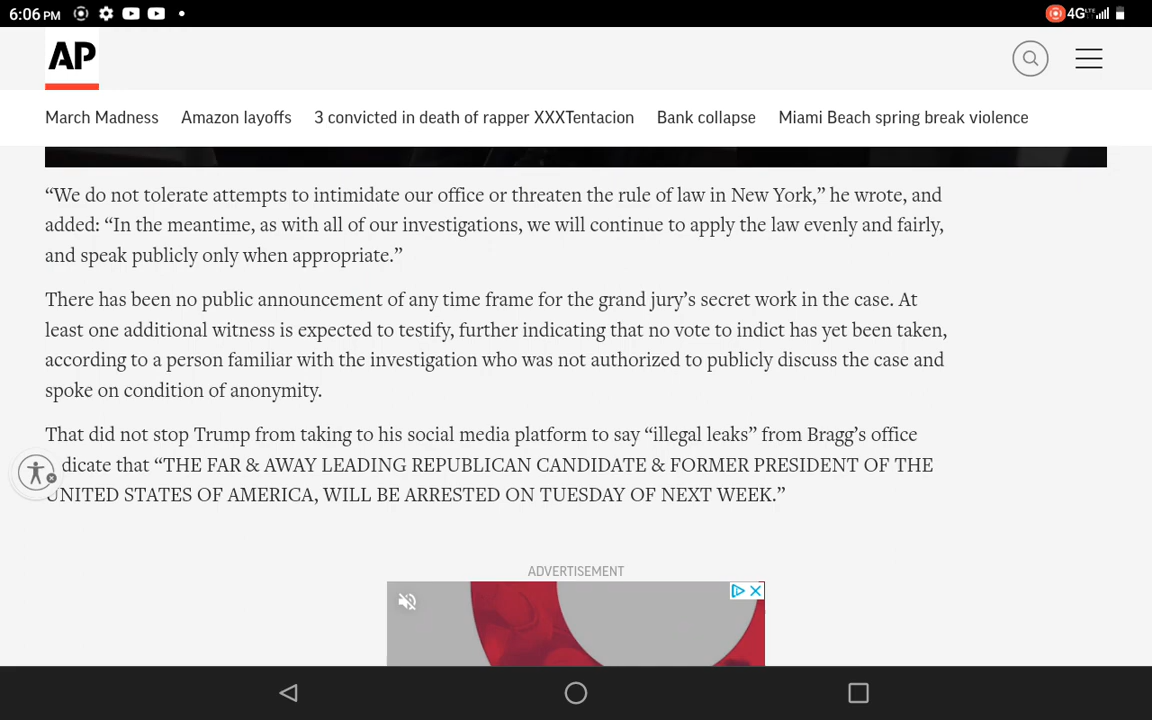 6:06 PM
4G LTE
AP
March Madness Amazon layoffs 3 convicted in death of rapper XXXTentacion Bank collapse Miami Beach spring break violence
“We do not tolerate attempts to intimidate our office or threaten the rule of law in New York,” he wrote, and
added: “In the meantime, as with all of our investigations, we will continue to apply the law evenly and fairly,
and speak publicly only when appropriate.”
There has been no public announcement of any time frame for the grand jury’s secret work in the case. At
least one additional witness is expected to testify, further indicating that no vote to indict has yet been taken,
according to a person familiar with the investigation who was not authorized to publicly discuss the case and
spoke on condition of anonymity.
That did not stop Trump from taking to his social media platform to say “illegal leaks” from Bragg’s office
dicate that “THE FAR & AWAY LEADING REPUBLICAN CANDIDATE & FORMER PRESIDENT OF THE
UNITED STATES OF AMERICA, WILL BE ARRESTED ON TUESDAY OF NEXT WEEK.”
ADVERTISEMENT